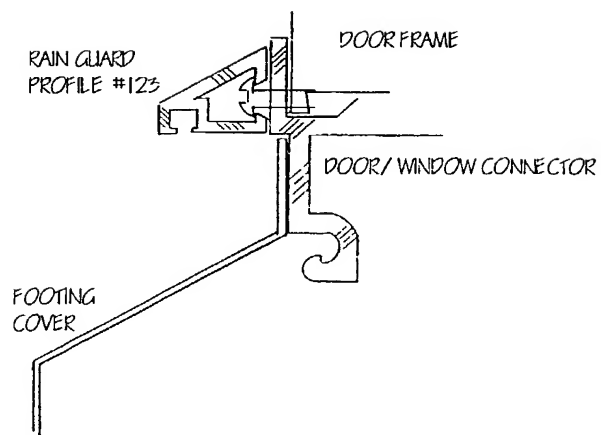 DOOR FRAME
RAIN GUARD
PROFILE #123
DOOR/ WINDOW CONNECTOR
FOOTING
COVER